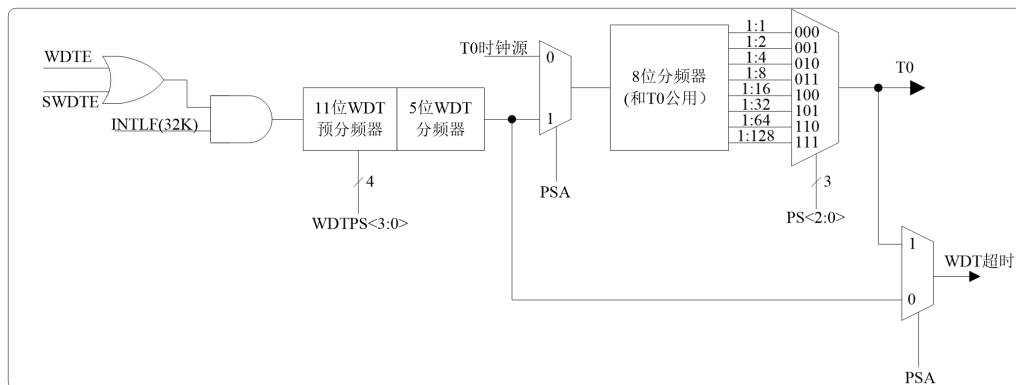 WDTE
SWDTE
INTLF(32K)
11位WDT
预分频器
5位WDT
分频器
4
WDTPS<3:0>
T0时钟源
0
1
PSA
8位分频器
(和T0公用）
1:1
1:2
1:4
1:8
1:16
1:32
1:64
1:128
000
001
010
011
100
101
110
111
3
PS<2:0>
T0
1
0
WDT超时
PSA